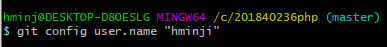 hminj@DESKTOP-D8OESLG MINGW64 /c/201840236php (master)
$ git config user.name "hminji"